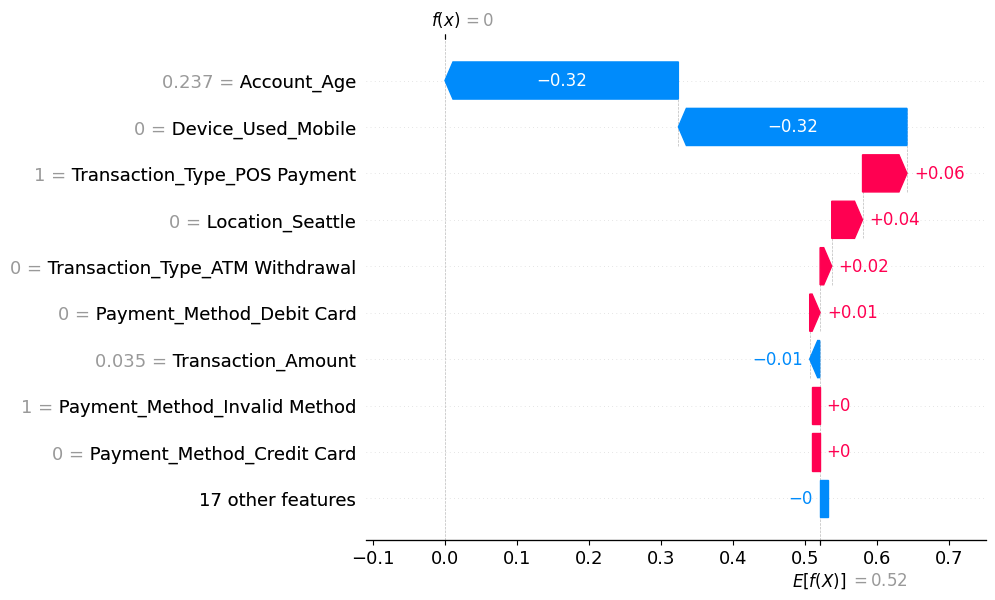 f(x) = 0
0.237 = Account_Age −0.32
0 = Device_Used_Mobile −0.32
1 = Transaction_Type_POS Payment +0.06
0 = Location_Seattle +0.04
0 = Transaction_Type_ATM Withdrawal +0.02
0 = Payment_Method_Debit Card +0.01
0.035 = Transaction_Amount −0.01
1 = Payment_Method_Invalid Method +0
0 = Payment_Method_Credit Card +0
17 other features −0
−0.1 0.0 0.1 0.2 0.3 0.4 0.5 0.6 0.7
E[f(X)] = 0.52